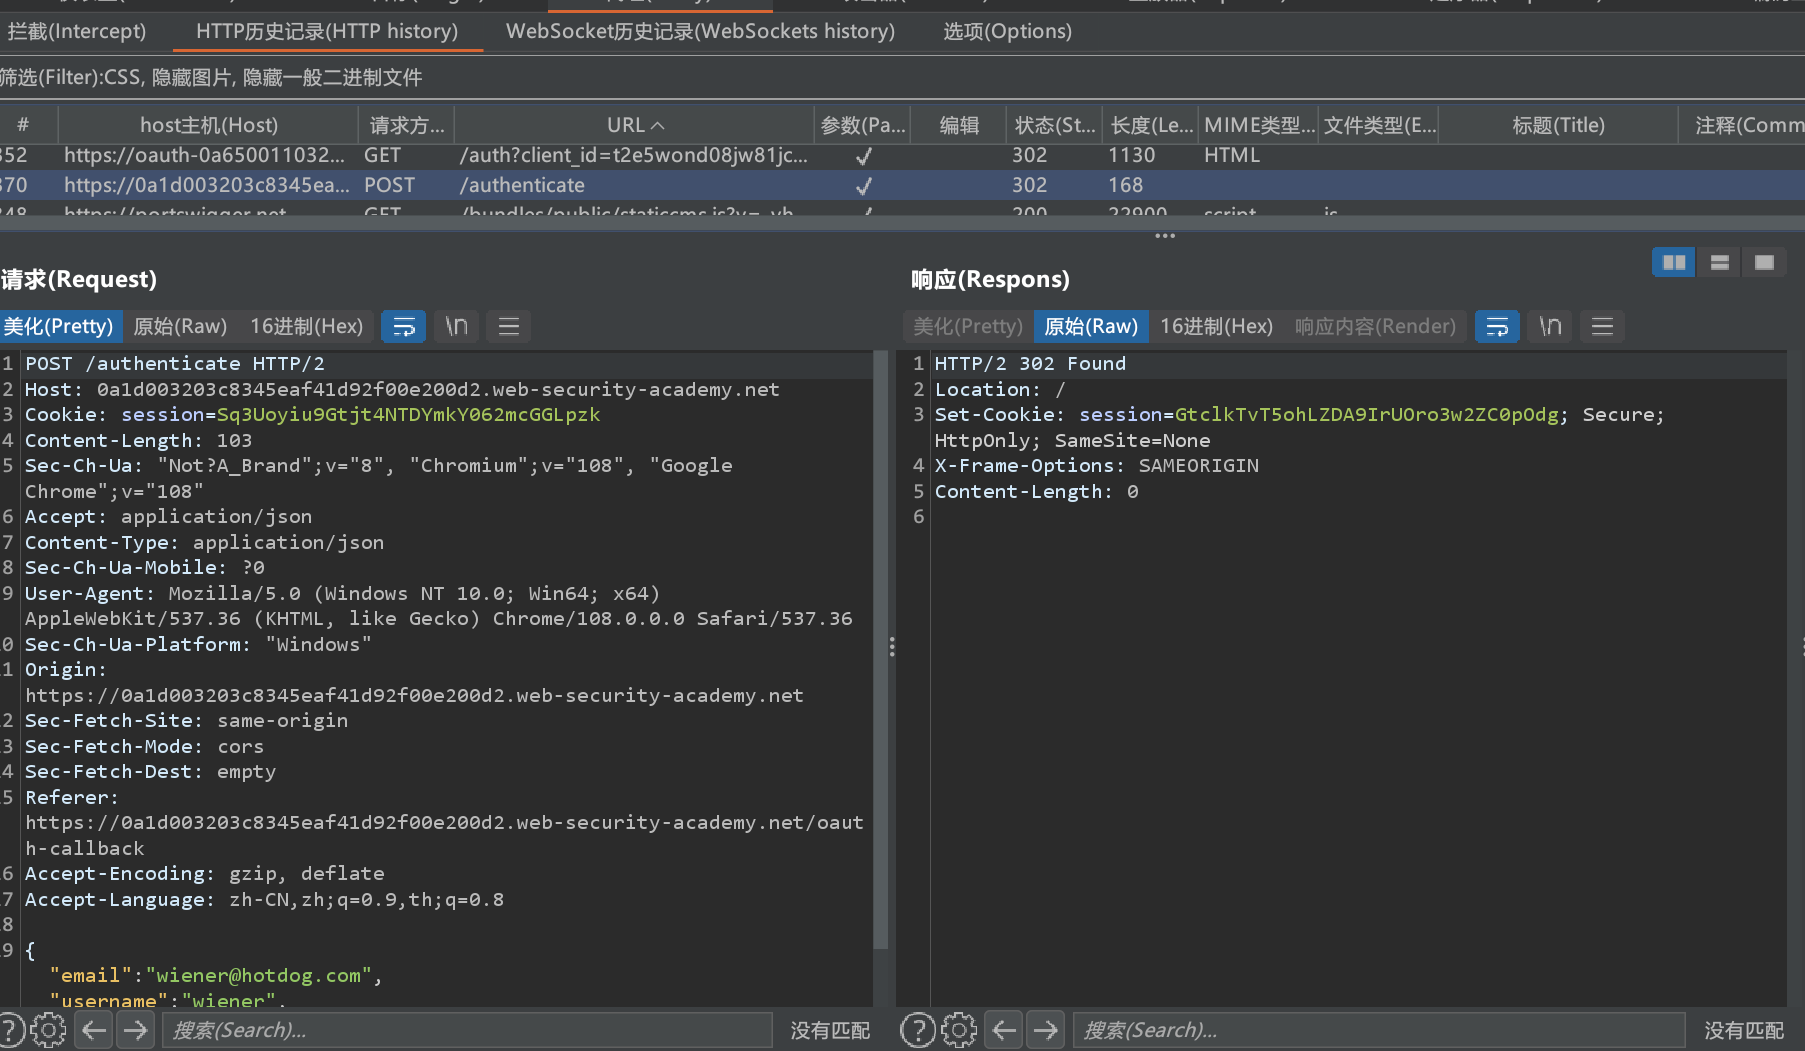 拦截(Intercept) HTTP历史记录(HTTP history) WebSocket历史记录(WebSockets history) 选项(Options)
筛选(Filter):CSS, 隐藏图片, 隐藏一般二进制文件
# host主机(Host) 请求方... URL 参数(Pa... 编辑 状态(St... 长度(Le... MIME类型... 文件类型(E... 标题(Title) 注释(Comm
352 https://oauth-0a650011032... GET /auth?client_id=t2e5wond08jw81jc... ✓ 302 1130 HTML
370 https://0a1d003203c8345ea... POST /authenticate ✓ 302 168
348 https://portswigger.net GET 200 22900 script js
请求(Request)
美化(Pretty) 原始(Raw) 16进制(Hex) \n
1 POST /authenticate HTTP/2
2 Host: 0a1d003203c8345eaf41d92f00e200d2.web-security-academy.net
3 Cookie: session=Sq3Uoyiu9Gtjt4NTDYmkY062mcGGLpzk
4 Content-Length: 103
5 Sec-Ch-Ua: "Not?A_Brand";v="8", "Chromium";v="108", "Google
Chrome";v="108"
6 Accept: application/json
7 Content-Type: application/json
8 Sec-Ch-Ua-Mobile: ?0
9 User-Agent: Mozilla/5.0 (Windows NT 10.0; Win64; x64)
AppleWebKit/537.36 (KHTML, like Gecko) Chrome/108.0.0.0 Safari/537.36
0 Sec-Ch-Ua-Platform: "Windows"
1 Origin:
https://0a1d003203c8345eaf41d92f00e200d2.web-security-academy.net
2 Sec-Fetch-Site: same-origin
3 Sec-Fetch-Mode: cors
4 Sec-Fetch-Dest: empty
5 Referer:
https://0a1d003203c8345eaf41d92f00e200d2.web-security-academy.net/oaut
h-callback
6 Accept-Encoding: gzip, deflate
7 Accept-Language: zh-CN,zh;q=0.9,th;q=0.8
8
9 {
"email":"wiener@hotdog.com",
"username":"wiener",
搜索(Search)... 没有匹配
响应(Respons)
美化(Pretty) 原始(Raw) 16进制(Hex) 响应内容(Render) \n
1 HTTP/2 302 Found
2 Location: /
3 Set-Cookie: session=GtclkTvT5ohLZDA9IrUOro3w2ZC0pOdg; Secure;
HttpOnly; SameSite=None
4 X-Frame-Options: SAMEORIGIN
5 Content-Length: 0
6
搜索(Search)... 没有匹配